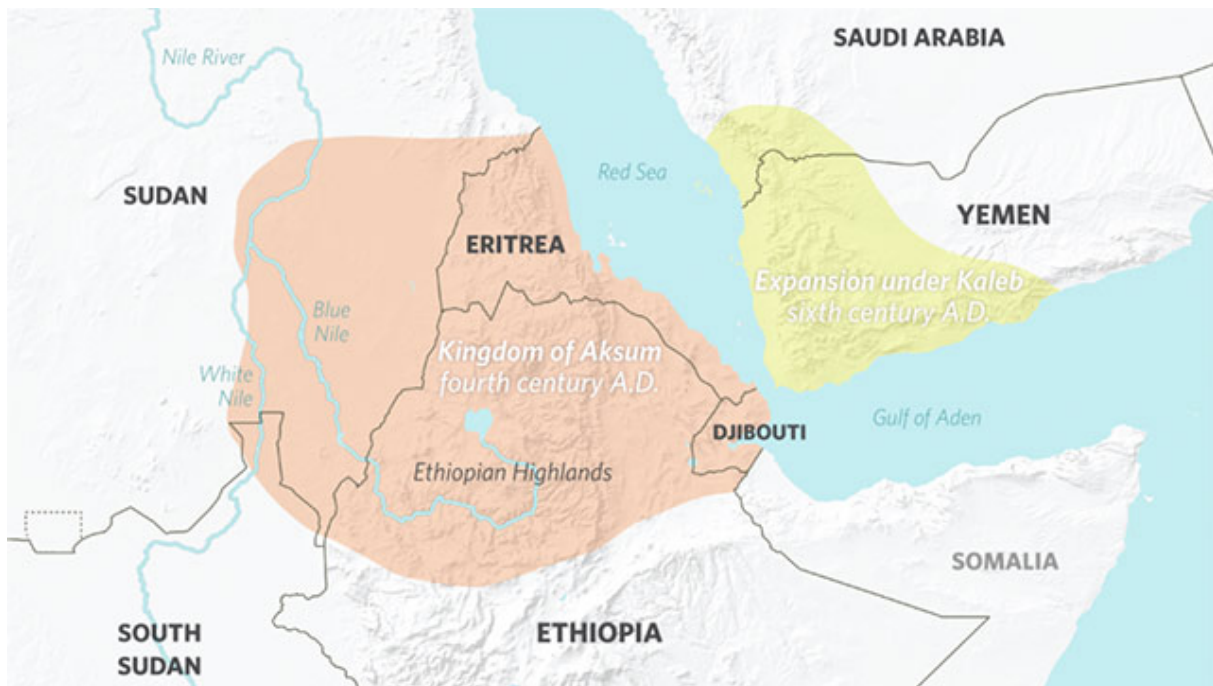 Nile River
SAUDI ARABIA
Red Sea
SUDAN
YEMEN
ERITREA
Expansion under Kaleb
sixth century A.D.
Blue
Nile
Kingdom of Aksum
fourth century A.D.
White
Nile
Gulf of Aden
DJIBOUTI
Ethiopian Highlands
SOMALIA
SOUTH
SUDAN
ETHIOPIA